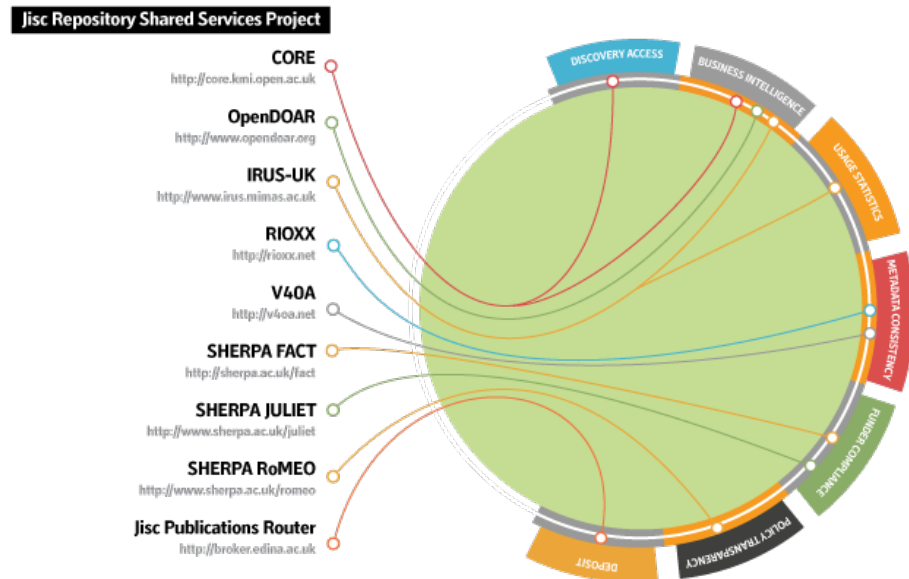 Jisc Repository Shared Services Project
CORE
http://core.kmi.open.ac.uk
OpenDOAR
http://www.opendoar.org
IRUS-UK
http://www.irus.mimas.ac.uk
RIOXX
http://rioxx.net
V4OA
http://v4oa.net
SHERPA FACT
http://sherpa.ac.uk/fact
SHERPA JULIET
http://www.sherpa.ac.uk/juliet
SHERPA RoMEO
http://www.sherpa.ac.uk/romeo
Jisc Publications Router
http://broker.edina.ac.uk
DISCOVERY ACCESS
BUSINESS INTELLIGENCE
USAGE STATISTICS
METADATA CONSISTENCY
FUNDER COMPLIANCE
POLICY TRANSPARENCY
DEPOSIT